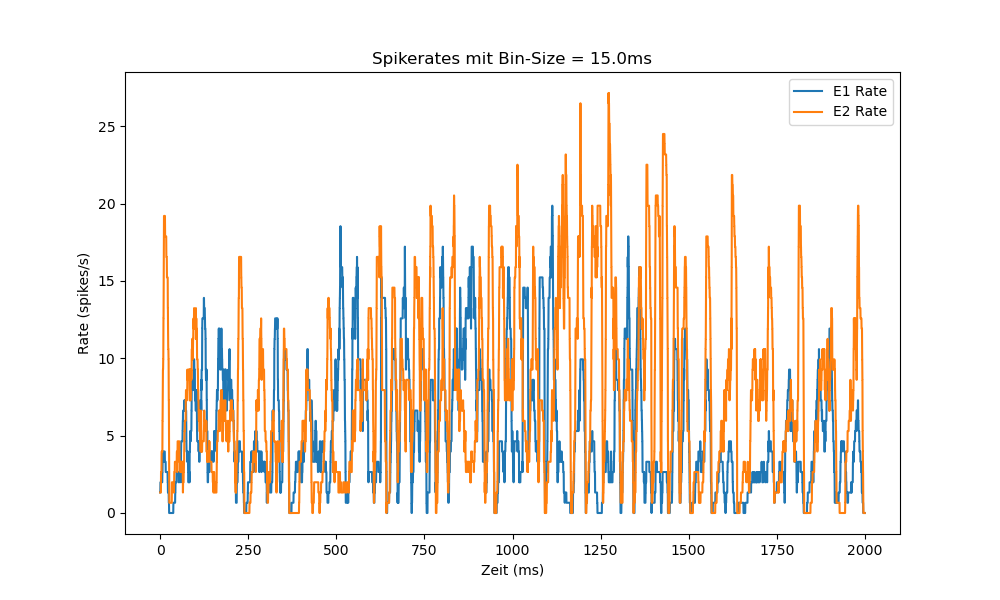 Spikerates mit Bin-Size = 15.0ms
E1 Rate
E2 Rate
Rate (spikes/s)
25
20
15
10
5
0
0 250 500 750 1000 1250 1500 1750 2000
Zeit (ms)